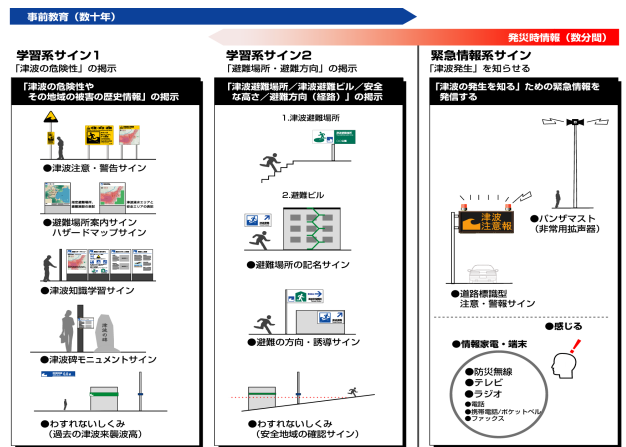 事前教育（数十年）
発災時情報（数分間）
学習系サイン1
「津波の危険性」の掲示
「津波の危険性や
その地域の被害の歴史情報」の掲示
●津波注意・警告サイン
●避難場所案内サイン
ハザードマップサイン
●津波知識学習サイン
●津波碑モニュメントサイン
●わすれないしくみ
（過去の津波来襲波高）
学習系サイン2
「避難場所・避難方向」の掲示
「津波避難場所／津波避難ビル／安全
な高さ／避難方向（経路）」の掲示
1.津波避難場所
2.避難ビル
●避難場所の記名サイン
●避難の方向・誘導サイン
●わすれないしくみ
（安全地域の確認サイン）
緊急情報系サイン
「津波発生」を知らせる
「津波の発生を知る」ための緊急情報を
発信する
津波
注意報
●パンザマスト
（非常用拡声器）
●道路標識型
注意・警報サイン
●感じる
●情報家電・端末
●防災無線
●テレビ
●ラジオ
●電話
●携帯電話/ポケットベル
●ファックス